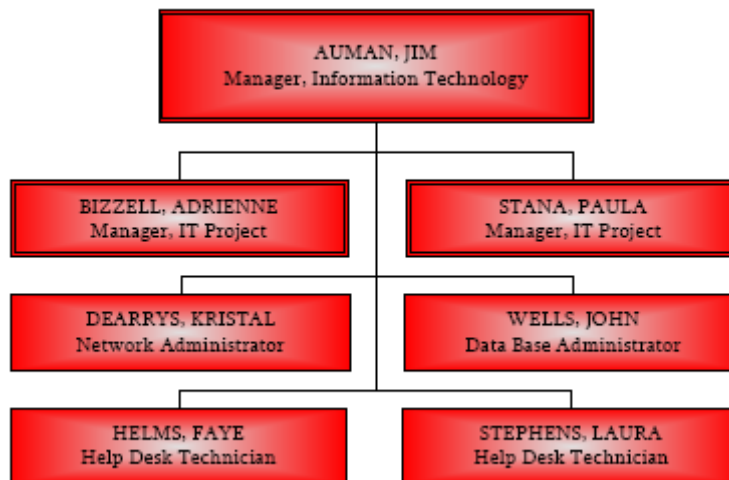 AUMAN, JIM
Manager, Information Technology
BIZZELL, ADRIENNE
Manager, IT Project
STANA, PAULA
Manager, IT Project
DEARRYS, KRISTAL
Network Administrator
WELLS, JOHN
Data Base Administrator
HELMS, FAYE
Help Desk Technician
STEPHENS, LAURA
Help Desk Technician